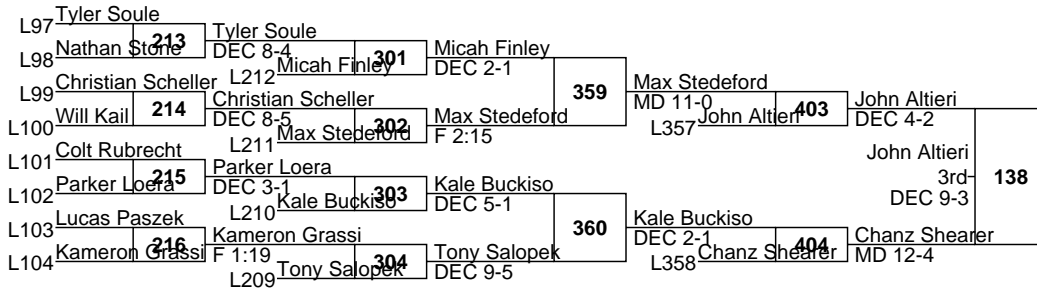 Tyler Soule
L97
213
Tyler Soule
Nathan Stone
DEC 8-4
L98
301
Micah Finley
Micah Finley
DEC 2-1
L212
Christian Scheller
L99
359
Max Stedeford
214
Christian Scheller
MD 11-0
Will Kail
DEC 8-5
L100
302
Max Stedeford
John Altieri
403
John Altieri
Max Stedeford
F 2:15
L357
DEC 4-2
L211
Colt Rubrecht
L101
John Altieri
215
Parker Loera
3rd
138
Parker Loera
DEC 3-1
L102
303
Kale Buckiso
DEC 9-3
Kale Buckiso
DEC 5-1
L210
Lucas Paszek
L103
360
Kale Buckiso
216
Kameron Grassi
DEC 2-1
Kameron Grassi
F 1:19
L104
304
Tony Salopek
Chanz Shearer
404
Chanz Shearer
Tony Salopek
DEC 9-5
L358
MD 12-4
L209